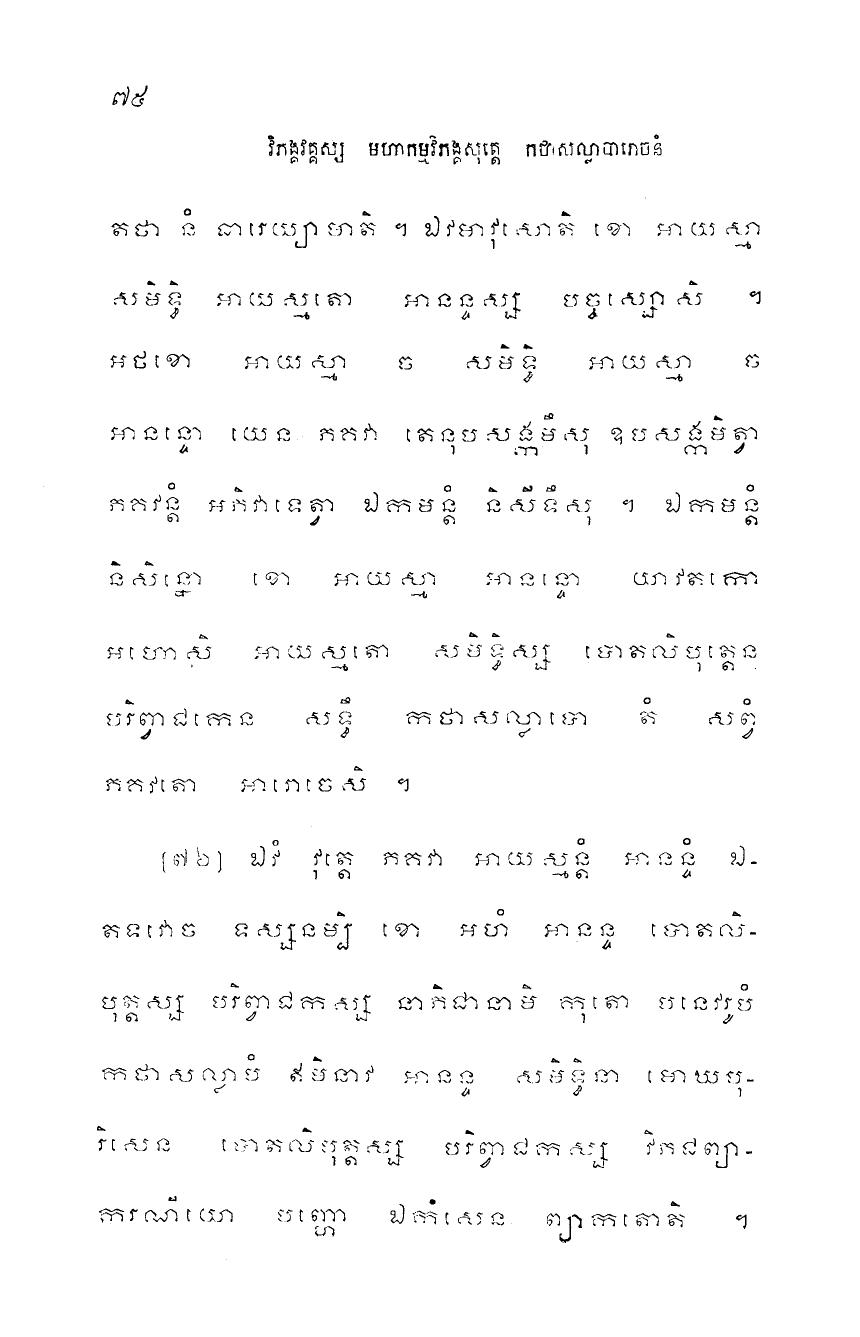 ៧៥
វិភង្គវគ្គស្ស មហាកម្មវិភង្គសុត្តេ កថាសល្លាបារោចនំ
តថា នំ ធារេយ្យាមាតិ ។ ឯវមាវុសោតិ ខោ អាយស្មា
សមិទ្ធិ អាយស្មតោ អានន្ទស្ស បច្ចស្សោសិ ។
អថខោ អាយស្មា ច សមិទ្ធិ អាយស្មា ច
អានន្ទោ យេន ភគវា តេនុបសង្កមឹសុ ឧបសង្កមិត្វា
ភគវន្តំ អភិវាទេត្វា ឯកមន្តំ និសីទឹសុ ។ ឯកមន្តំ
និសិន្នោ ខោ អាយស្មា អានន្ទោ យាវតកោ
អហោសិ អាយស្មតោ សមិទ្ធិស្ស បោតលិបុត្តេន
បរិព្វាជកេន សទ្ធឹ កថាសល្លាបោ តំ សព្វំ
ភគវតោ អារោចេសិ ។
[៧៦] ឯវំ វុត្តេ ភគវា អាយស្មន្តំ អានន្ទំ ឯ-
តទវោច ទស្សនម្បិ ខោ អហំ អានន្ទ បោតលិ-
បុត្តស្ស បរិព្វាជកស្ស នាភិជានាមិ កុតោ បនេវរូបំ
កថាសល្លាបំ ឥមិនាវ អានន្ទ សមិទ្ធិនា មោឃបុ-
រិសេន បោតលិបុត្តស្ស បរិព្វាជកស្ស វិភជព្យា-
ករណីយោ បញ្ហោ ឯកំសេន ព្យាកតោតិ ។